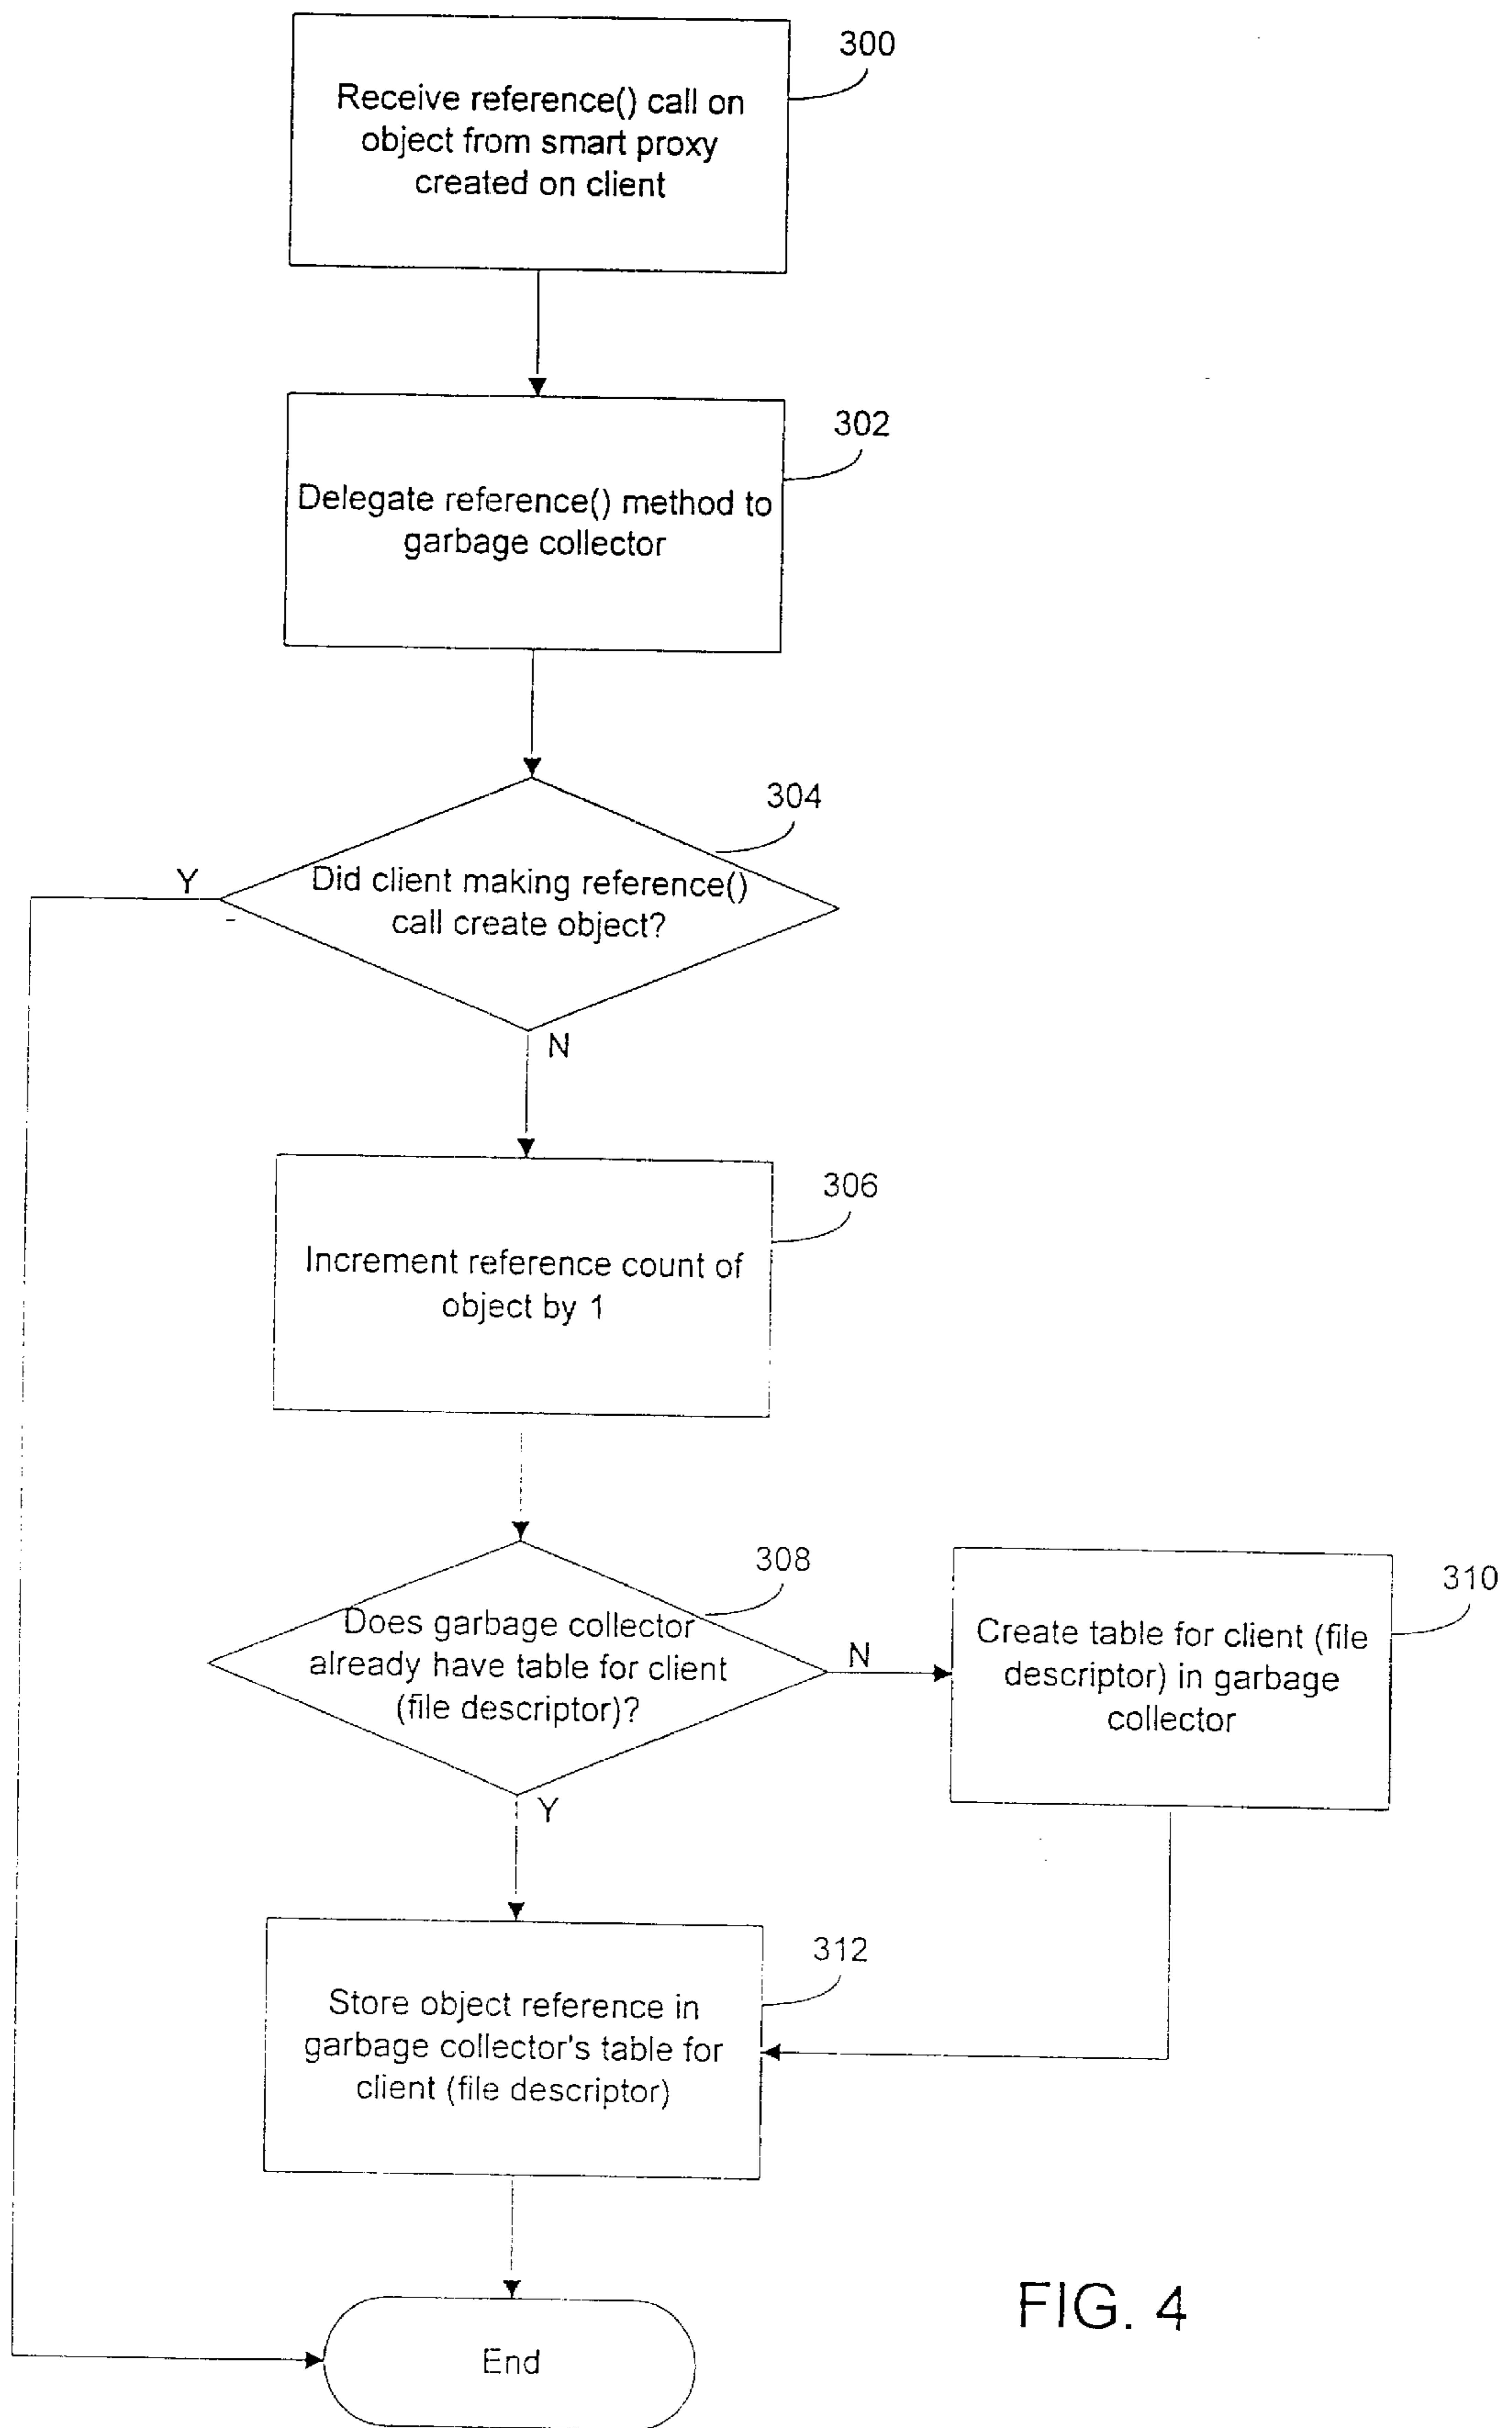 300
Receive reference() call on
object from smart proxy
created on client
302
Delegate reference() method to
garbage collector
304
Y
Did client making reference()
call create object?
N
306
Increment reference count of
object by 1
308
310
Does garbage collector
already have table for client
(file descriptor)?
N
Create table for client (file
descriptor) in garbage
collector
Y
312
Store object reference in
garbage collector's table for
client (file descriptor)
FIG. 4
End